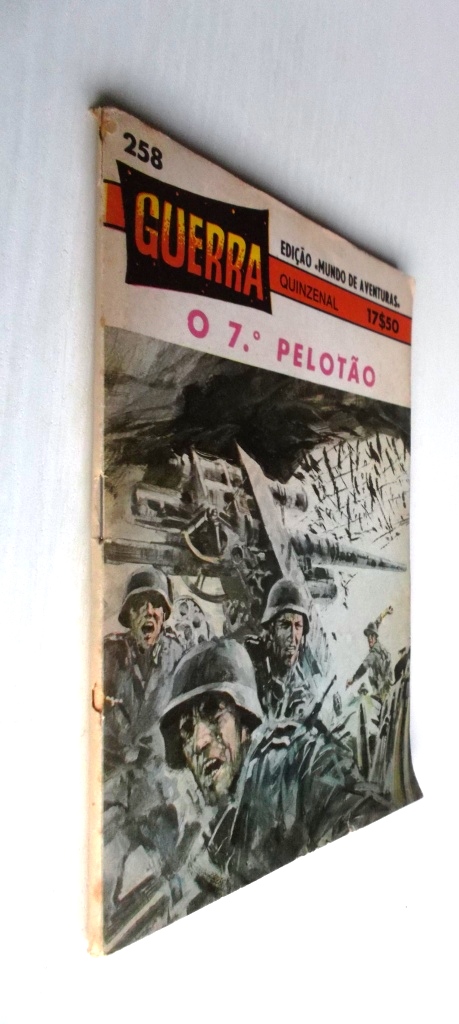 258
GUERRA
EDIÇÃO «MUNDO DE AVENTURAS»
QUINZENAL 17$50
O 7.º PELOTÃO